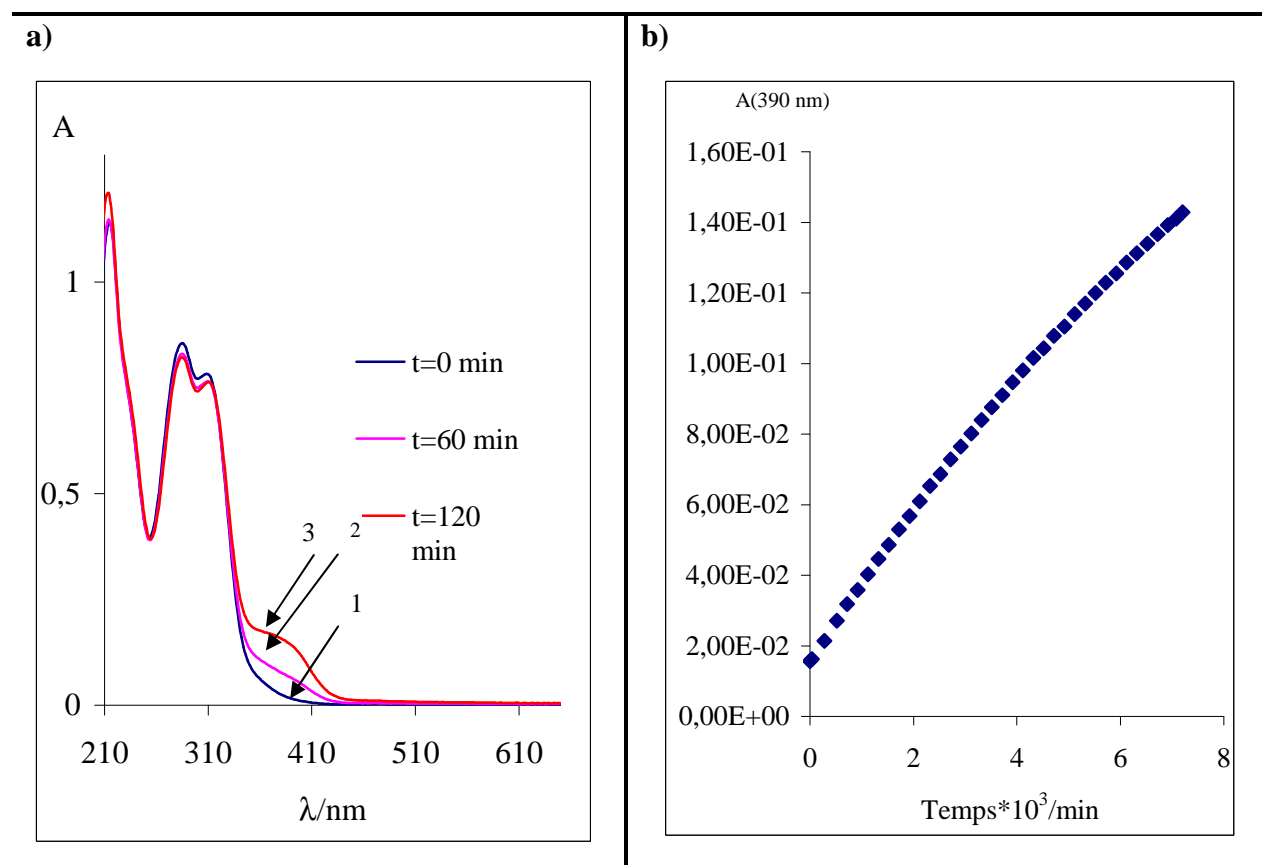 a)
A
1
0,5
0
210 310 410 510 610
λ/nm
t=0 min
t=60 min
t=120
min
3
2
1
b)
A(390 nm)
1,60E-01
1,40E-01
1,20E-01
1,00E-01
8,00E-02
6,00E-02
4,00E-02
2,00E-02
0,00E+00
0 2 4 6 8
Temps*10³/min